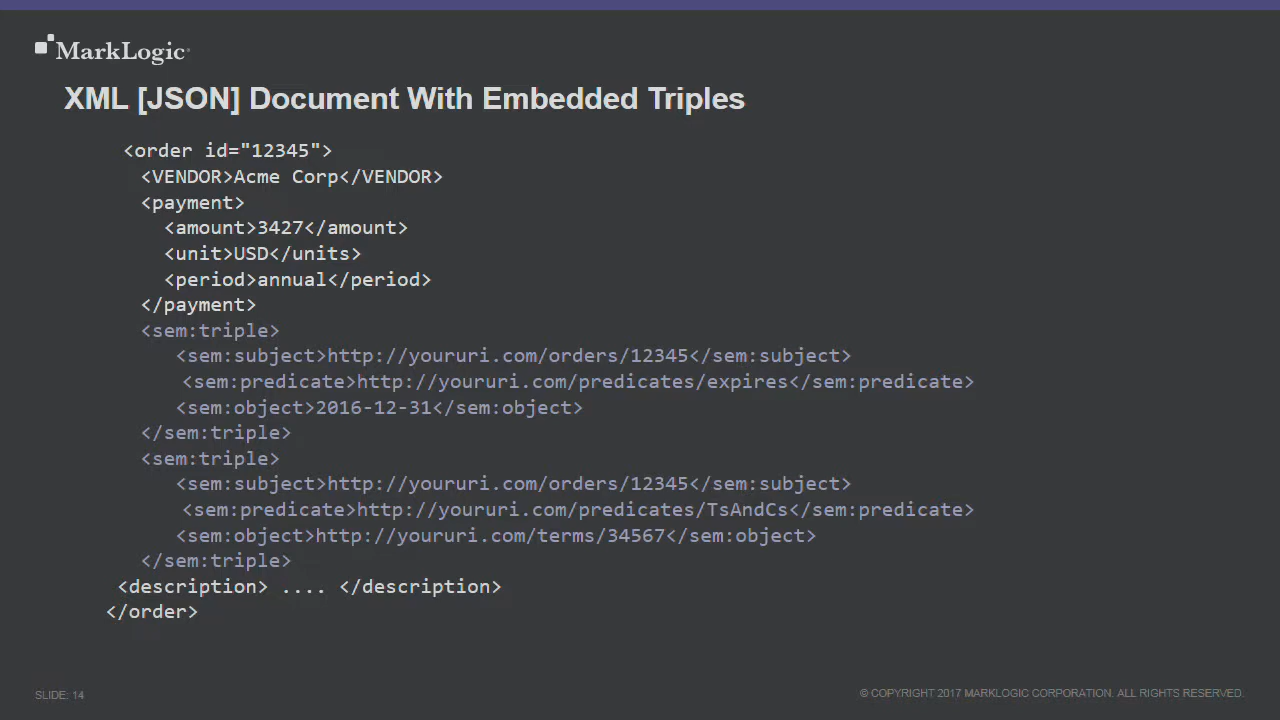 MarkLogic
XML [JSON] Document With Embedded Triples
<order id="12345">
<VENDOR>Acme Corp</VENDOR>
<payment>
<amount>3427</amount>
<unit>USD</units>
<period>annual</period>
</payment>
<sem:triple>
<sem:subject>http://youruri.com/orders/12345</sem:subject>
<sem:predicate>http://youruri.com/predicates/expires</sem:predicate>
<sem:object>2016-12-31</sem:object>
</sem:triple>
<sem:triple>
<sem:subject>http://youruri.com/orders/12345</sem:subject>
<sem:predicate>http://youruri.com/predicates/TsAndCs</sem:predicate>
<sem:object>http://youruri.com/terms/34567</sem:object>
</sem:triple>
<description> .... </description>
</order>
SLIDE: 14
© COPYRIGHT 2017 MARKLOGIC CORPORATION. ALL RIGHTS RESERVED.